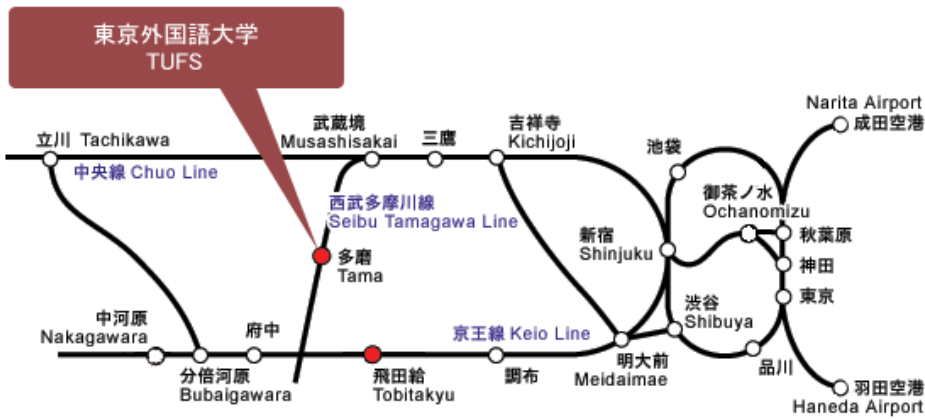 東京外国語大学
TUFS
Narita Airport
成田空港
立川 Tachikawa
武蔵境
Musashisakai
三鷹
吉祥寺
Kichijoji
池袋
中央線 Chuo Line
西武多摩川線
Seibu Tamagawa Line
御茶ノ水
Ochanomizu
秋葉原
新宿
Shinjuku
多磨
Tama
神田
東京
中河原
Nakagawara
府中
京王線 Keio Line
渋谷
Shibuya
分倍河原
Bubaigawara
飛田給
Tobitakyu
調布
明大前
Meidaimae
品川
羽田空港
Haneda Airport